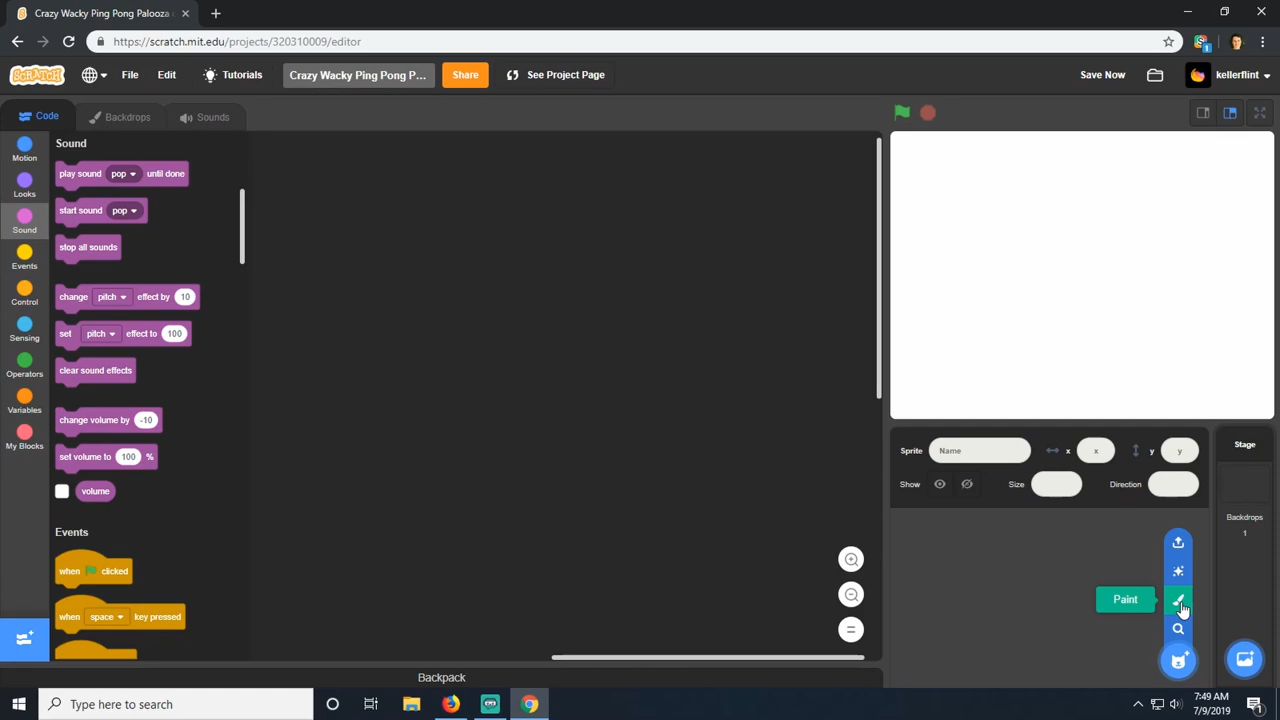 Crazy Wacky Ping Pong Palooza
https://scratch.mit.edu/projects/320310009/editor
1
SCRATCH File Edit Tutorials Crazy Wacky Ping Pong P... Share See Project Page Save Now kellerflint
Code Backdrops Sounds
Motion
Looks
Sound
Events
Control
Sensing
Operators
Variables
My Blocks
Sound
play sound pop until done
start sound pop
stop all sounds
change pitch effect by 10
set pitch effect to 100
clear sound effects
change volume by -10
set volume to 100 %
volume
Events
when clicked
when space key pressed
Sprite Name x x y y
Show Size Direction
Stage
Backdrops
1
Paint
Backpack
Type here to search
7:49 AM
7/9/2019
1